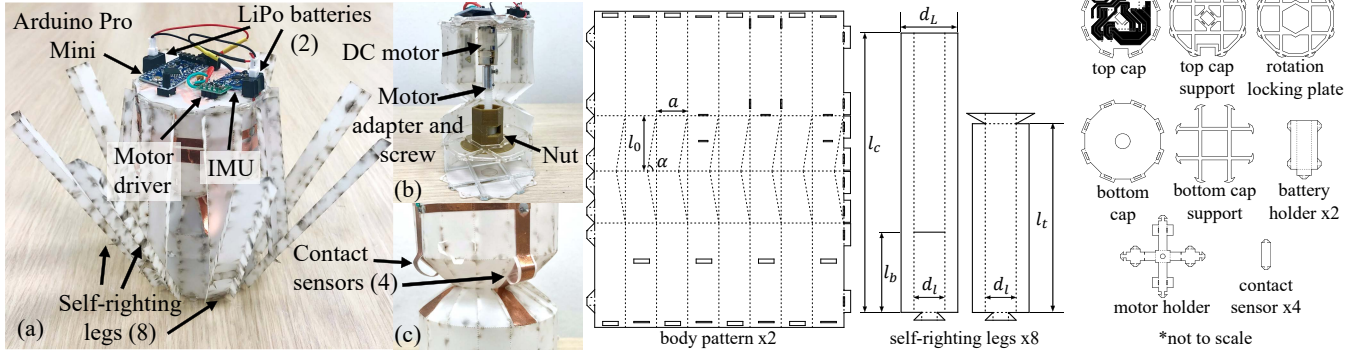 Arduino Pro
Mini
LiPo batteries
(2)
Motor
driver
IMU
Self-righting
legs (8)
(a)
DC motor
Motor
adapter and
screw
Nut
(b)
Contact
sensors (4)
(c)
a
l0
α
body pattern x2
dL
lc
lb
dl
lt
dl
self-righting legs x8
top cap
top cap
support
rotation
locking plate
bottom
cap
bottom cap
support
battery
holder x2
motor holder
contact
sensor x4
*not to scale